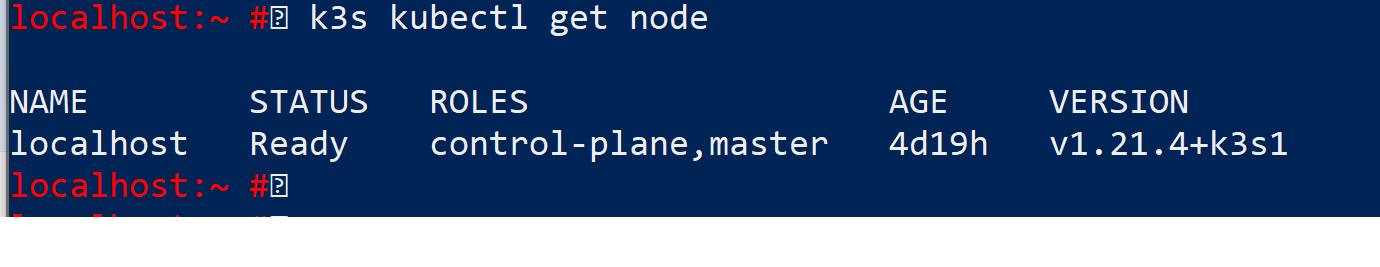 localhost:~ # k3s kubectl get node
NAME STATUS ROLES AGE VERSION
localhost Ready control-plane,master 4d19h v1.21.4+k3s1
localhost:~ #